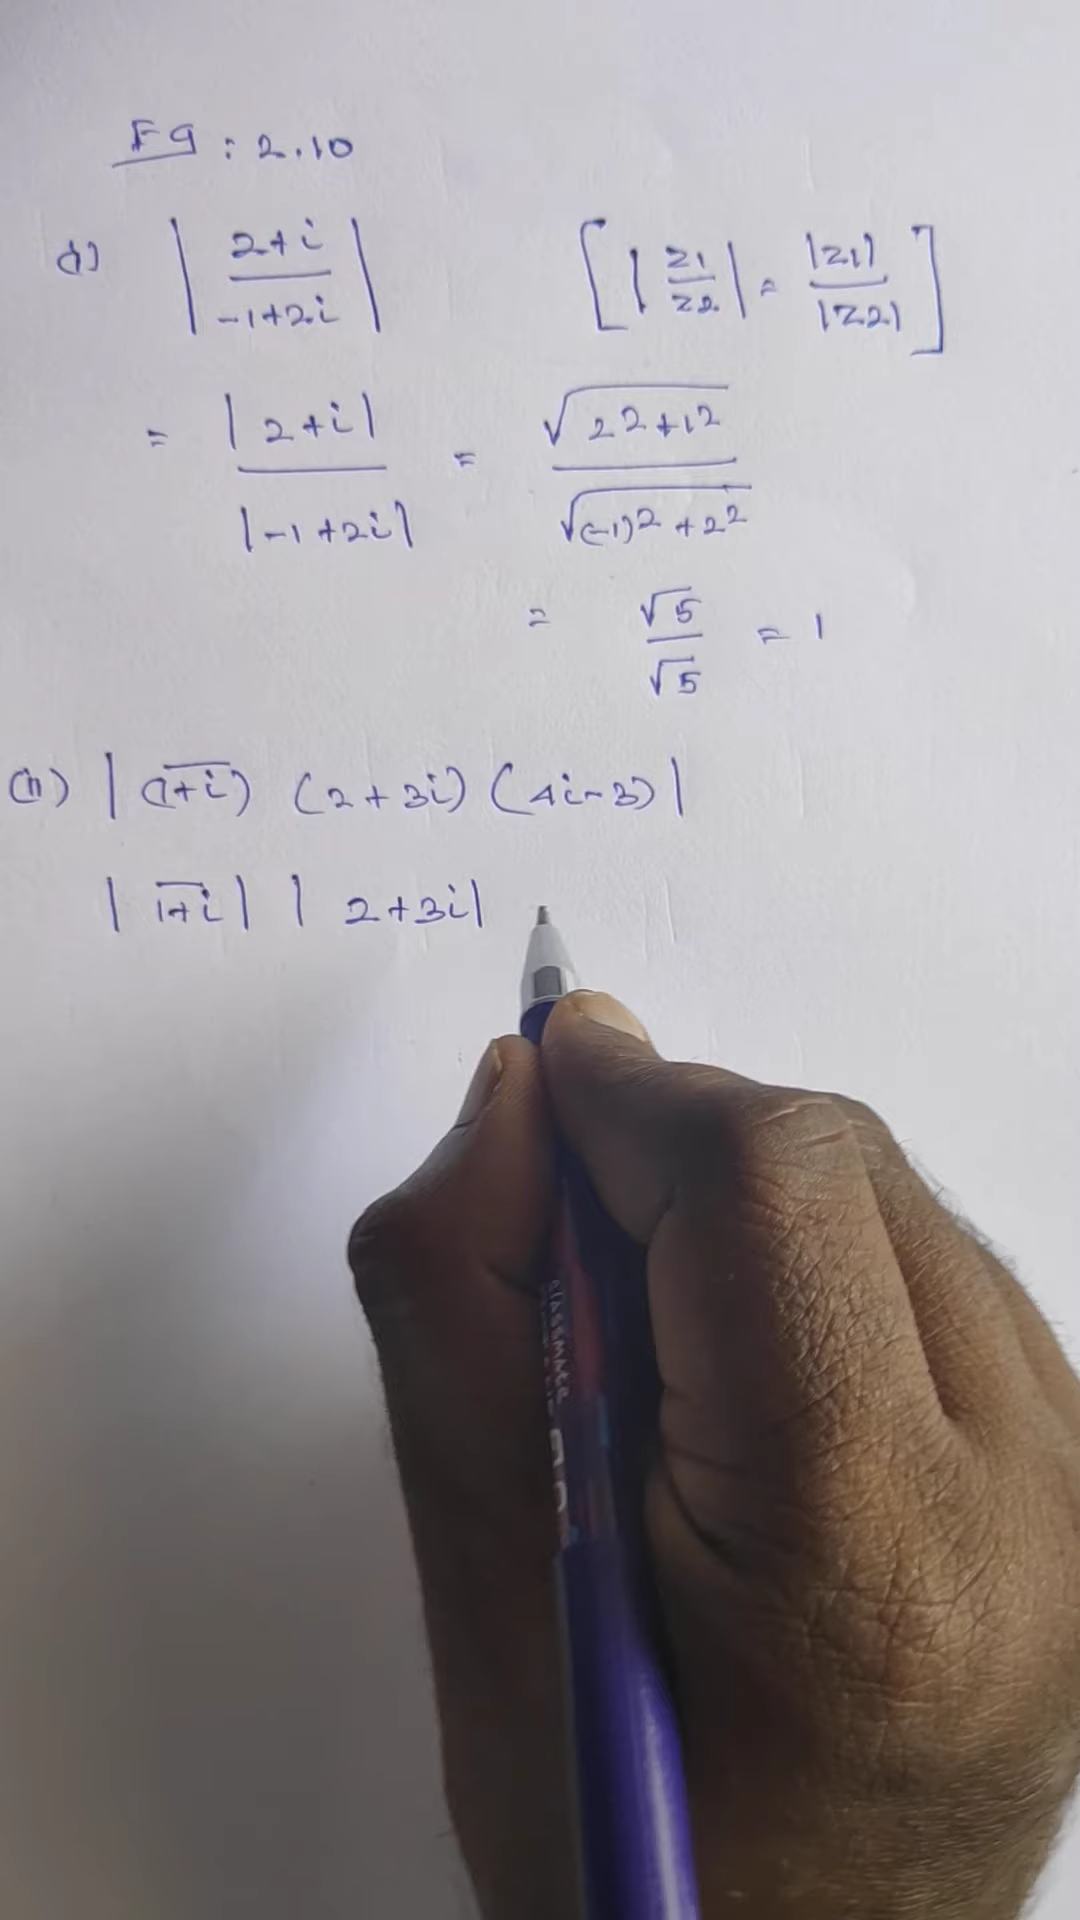 Eg : 2.10
(i) | 2+i / -1+2i | [ | z1 / z2 | = |z1| / |z2| ]
= |2+i| / |-1+2i| = √(2²+1²) / √((-1)²+2²)
= √5 / √5 = 1
(ii) | (1+i)̅ (2+3i) (4i-3) |
| 1+i̅ | | 2+3i |
classmate